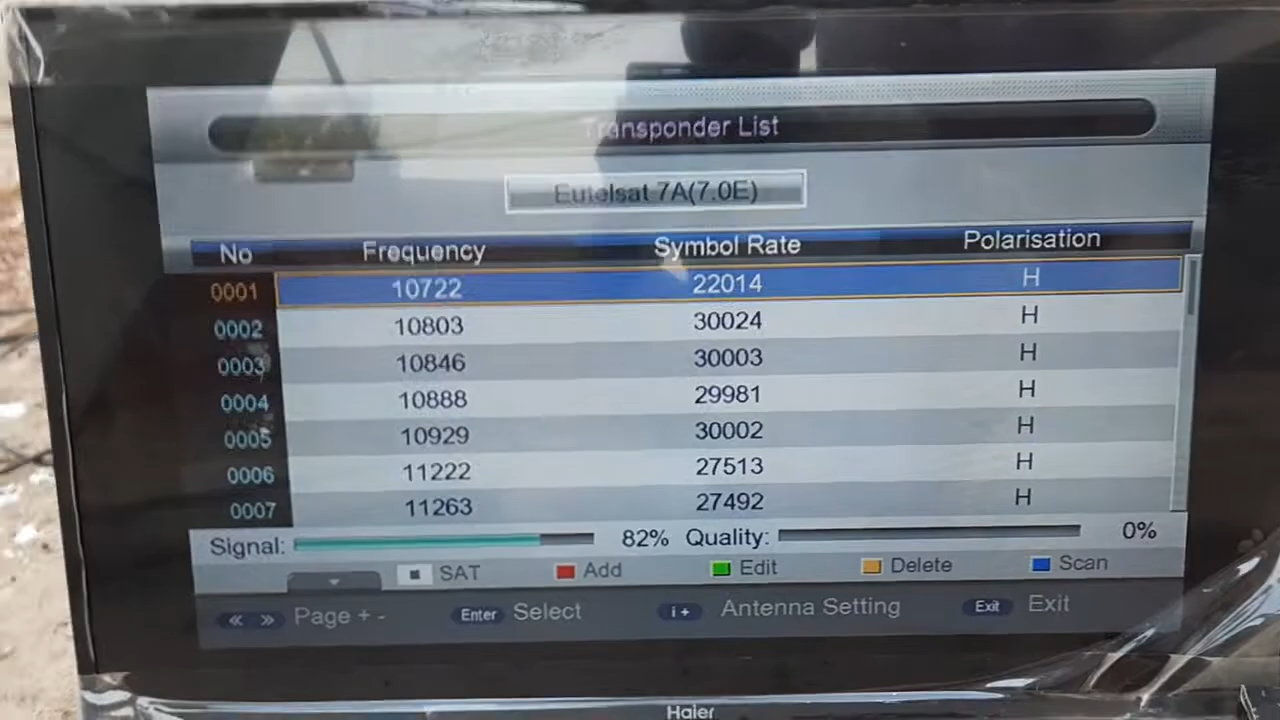 Transponder List
Eutelsat 7A(7.0E)
No Frequency Symbol Rate Polarisation
0001 10722 22014 H
0002 10803 30024 H
0003 10846 30003 H
0004 10888 29981 H
0005 10929 30002 H
0006 11222 27513 H
0007 11263 27492 H
Signal: 82% Quality: 0%
SAT Add Edit Delete Scan
« » Page + - Enter Select i + Antenna Setting Exit Exit
Haier